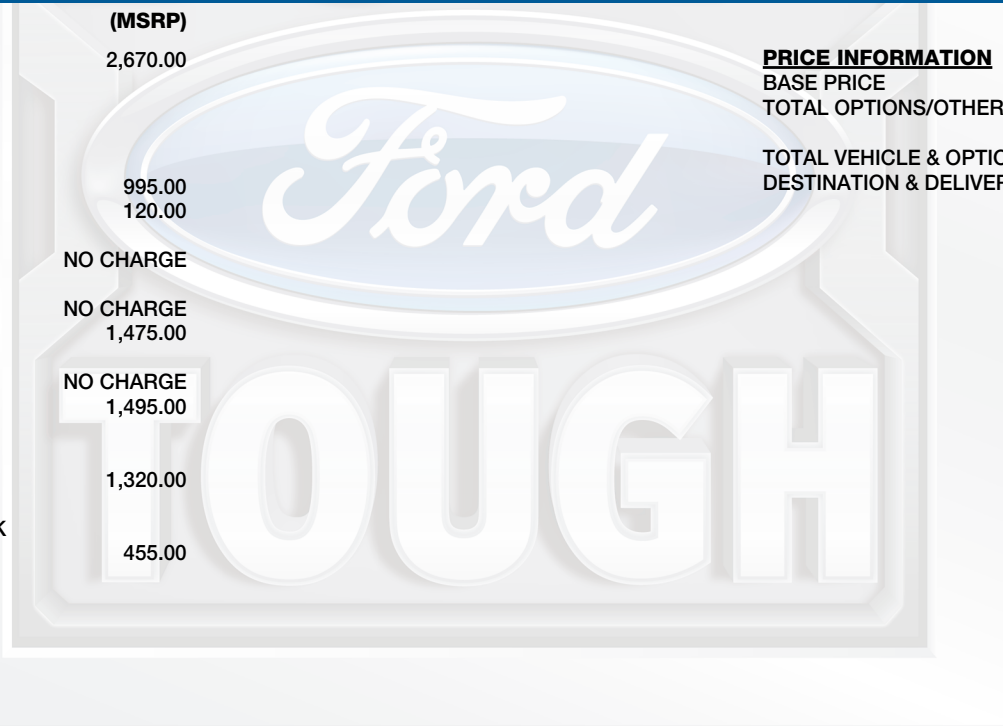 (MSRP)
2,670.00
995.00
120.00
NO CHARGE
NO CHARGE
1,475.00
NO CHARGE
1,495.00
1,320.00
K
455.00
PRICE INFORMATION
BASE PRICE
TOTAL OPTIONS/OTHER
TOTAL VEHICLE & OPTIO
DESTINATION & DELIVER
Ford
TOUGH